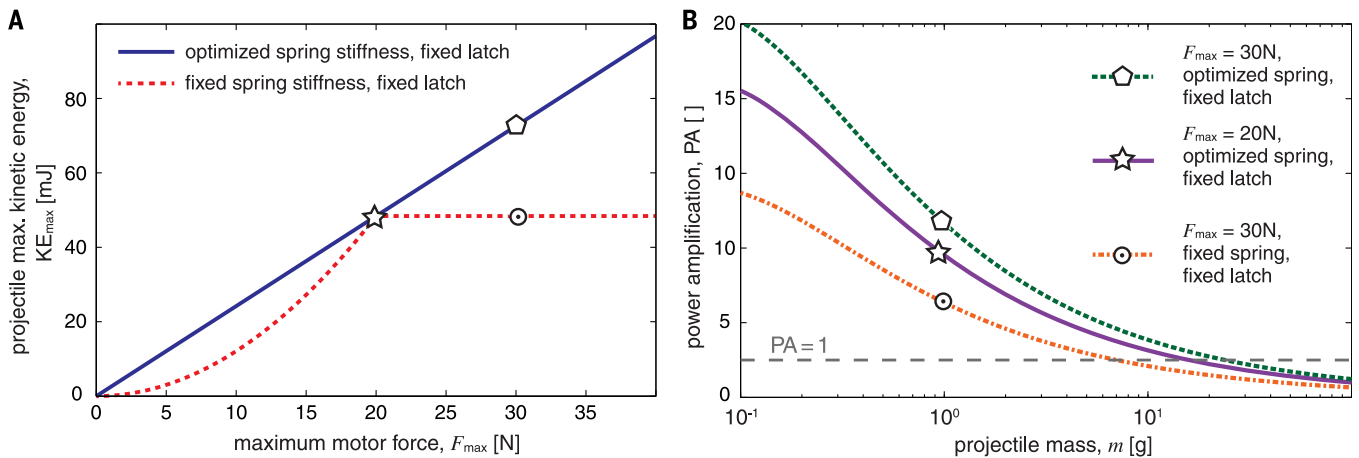 A
projectile max. kinetic energy,
KEmax [mJ]
80
60
40
20
0
optimized spring stiffness, fixed latch
fixed spring stiffness, fixed latch
0 5 10 15 20 25 30 35
maximum motor force, Fmax [N]
B
power amplification, PA [ ]
20
15
10
5
0
Fmax = 30N,
optimized spring,
fixed latch
Fmax = 20N,
optimized spring,
fixed latch
Fmax = 30N,
fixed spring,
fixed latch
PA = 1
10-1 100 101
projectile mass, m [g]